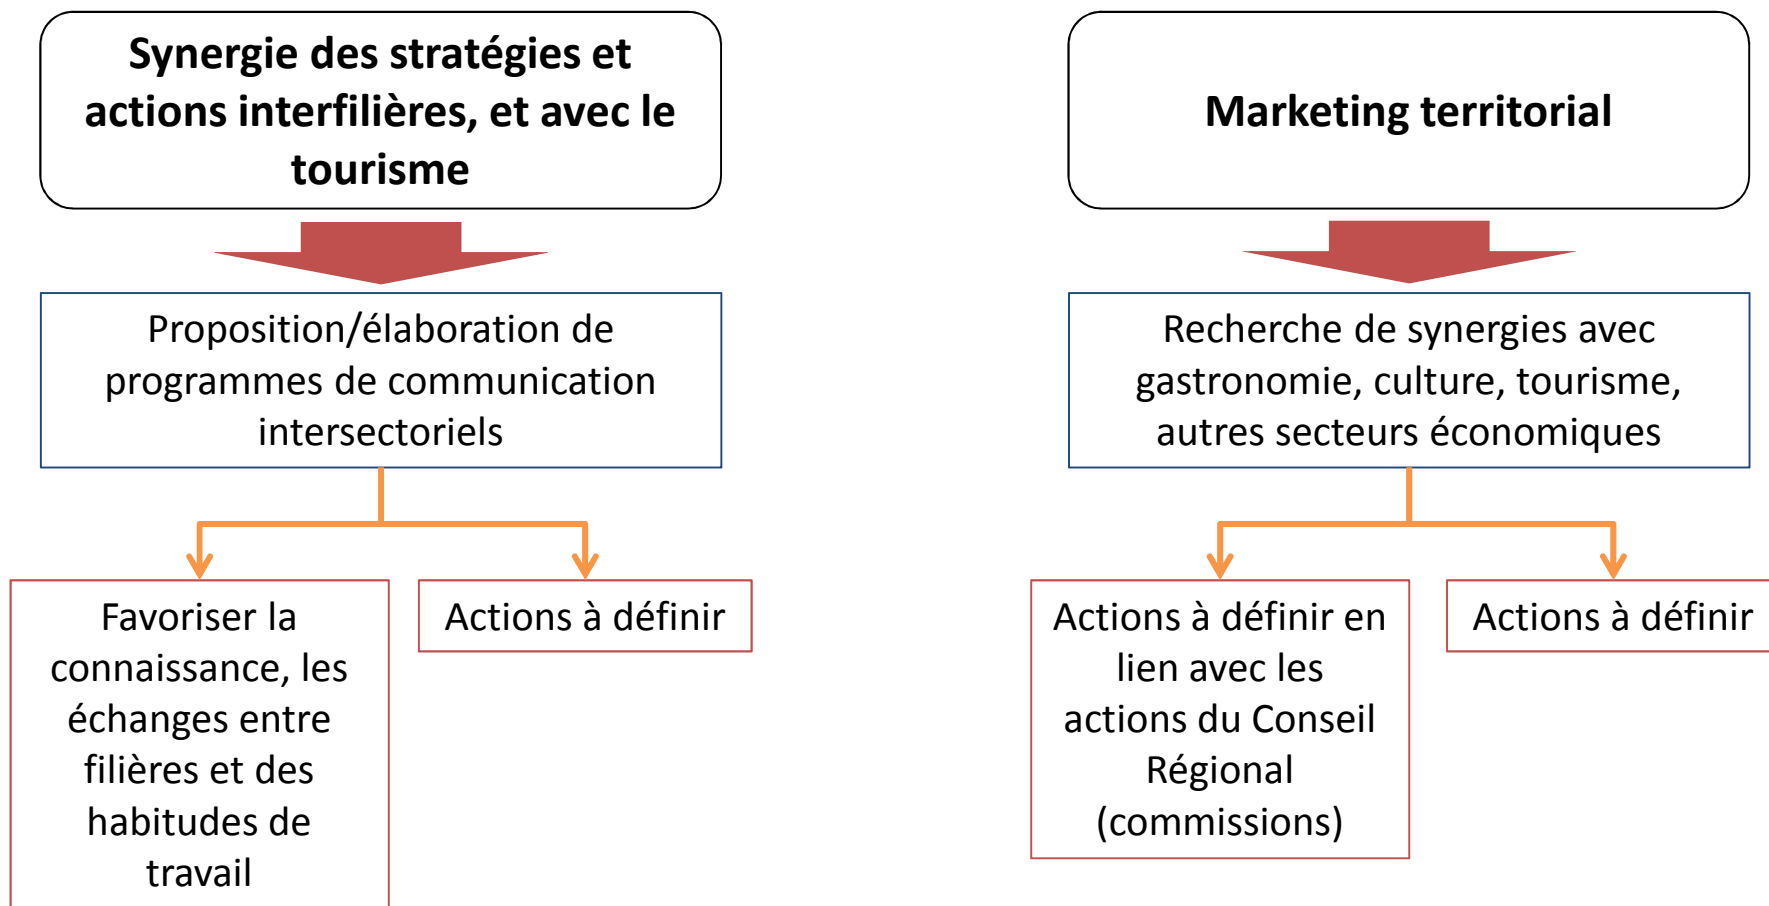 Synergie des stratégies et
actions interfilières, et avec le
tourisme
Proposition/élaboration de
programmes de communication
intersectoriels
Favoriser la
connaissance, les
échanges entre
filières et des
habitudes de
travail
Actions à définir
Marketing territorial
Recherche de synergies avec
gastronomie, culture, tourisme,
autres secteurs économiques
Actions à définir en
lien avec les
actions du Conseil
Régional
(commissions)
Actions à définir